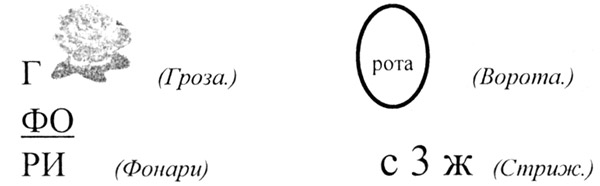 Г (Гроза.)
рота (Ворота.)
ФО
РИ (Фонари)
с 3 ж (Стриж.)